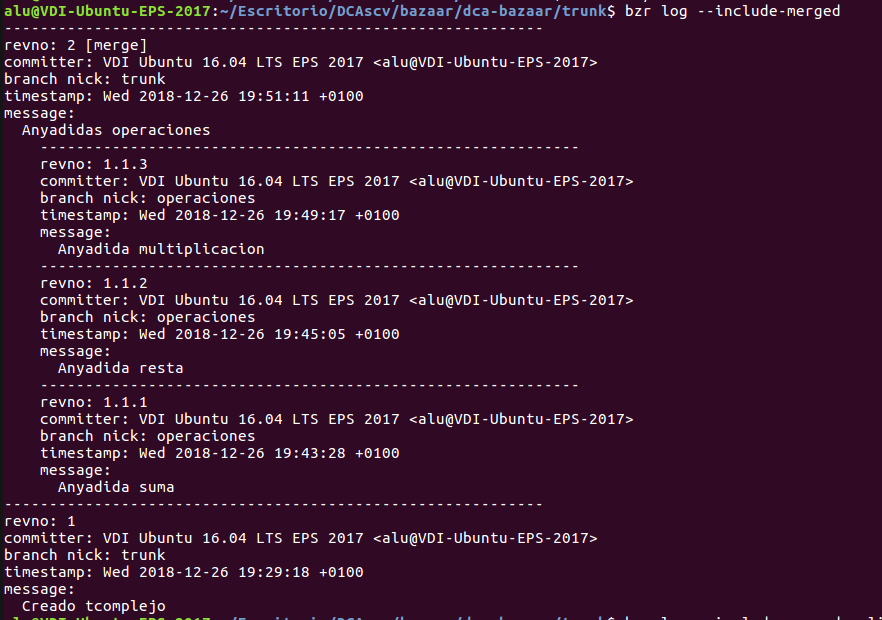 alu@VDI-Ubuntu-EPS-2017:~/Escritorio/DCAscv/bazaar/dca-bazaar/trunk$ bzr log --include-merged
------------------------------------------------------------
revno: 2 [merge]
committer: VDI Ubuntu 16.04 LTS EPS 2017 <alu@VDI-Ubuntu-EPS-2017>
branch nick: trunk
timestamp: Wed 2018-12-26 19:51:11 +0100
message:
  Anyadidas operaciones
    ------------------------------------------------------------
    revno: 1.1.3
    committer: VDI Ubuntu 16.04 LTS EPS 2017 <alu@VDI-Ubuntu-EPS-2017>
    branch nick: operaciones
    timestamp: Wed 2018-12-26 19:49:17 +0100
    message:
      Anyadida multiplicacion
    ------------------------------------------------------------
    revno: 1.1.2
    committer: VDI Ubuntu 16.04 LTS EPS 2017 <alu@VDI-Ubuntu-EPS-2017>
    branch nick: operaciones
    timestamp: Wed 2018-12-26 19:45:05 +0100
    message:
      Anyadida resta
    ------------------------------------------------------------
    revno: 1.1.1
    committer: VDI Ubuntu 16.04 LTS EPS 2017 <alu@VDI-Ubuntu-EPS-2017>
    branch nick: operaciones
    timestamp: Wed 2018-12-26 19:43:28 +0100
    message:
      Anyadida suma
------------------------------------------------------------
revno: 1
committer: VDI Ubuntu 16.04 LTS EPS 2017 <alu@VDI-Ubuntu-EPS-2017>
branch nick: trunk
timestamp: Wed 2018-12-26 19:29:18 +0100
message:
  Creado tcomplejo